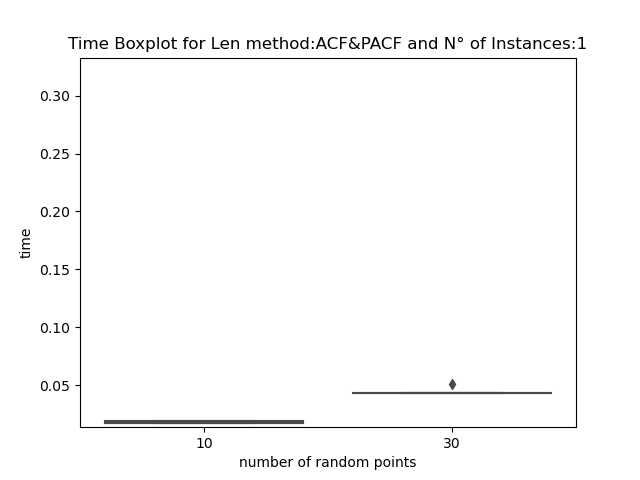 Time Boxplot for Len method:ACF&PACF and N° of Instances:1
0.30
0.25
0.20
0.15
0.10
0.05
time
10 30
number of random points